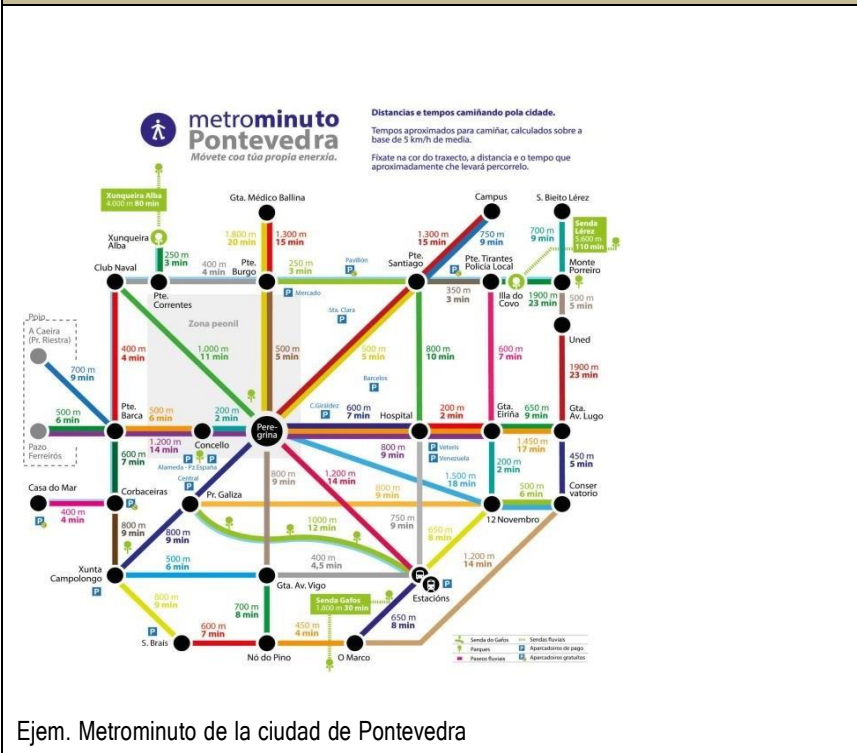 metrominuto
Pontevedra
Móvete coa túa propia enerxía.
Distancias e tempos camiñando pola cidade.
Tempos aproximados para camiñar, calculados sobre a
base de 5 km/h de media.
Fíxate na cor do traxecto, a distancia e o tempo que
aproximadamente che levará percorrelo.
Xunqueira Alba
4.000 m 80 min
Gta. Médico Ballina
Campus
S. Bieito Lérez
Senda
Lérez
5.600 m
110 min
Xunqueira
Alba
250 m
3 min
400 m
4 min
1.800 m
20 min
1.300 m
15 min
250 m
3 min
Pavillón
1.300 m
15 min
750 m
9 min
700 m
9 min
Club Naval
Pte.
Correntes
Pte.
Burgo
Mercado
Pte.
Santiago
350 m
3 min
Pte. Tirantes
Policía Local
Illa do
Covo
1900 m
23 min
Monte
Porreiro
500 m
5 min
Uned
Zona peonil
Sta. Clara
Poio
A Caeira
(Pr. Riestra)
700 m
9 min
400 m
4 min
1.000 m
11 min
500 m
5 min
500 m
5 min
800 m
10 min
600 m
7 min
1900 m
23 min
Barcelos
C.Giráldez
500 m
6 min
Pte.
Barca
500 m
6 min
200 m
2 min
Pere-
grina
600 m
7 min
Hospital
200 m
2 min
Gta.
Eiriña
650 m
9 min
Gta.
Av. Lugo
Pazo
Ferreirós
1.200 m
14 min
Concello
Alameda - Pz.España
Central
800 m
9 min
Veteris
Venezuela
1.450 m
17 min
600 m
7 min
800 m
9 min
1.200 m
14 min
1.500 m
18 min
200 m
2 min
450 m
5 min
Casa do Mar
400 m
4 min
Corbaceiras
Pr. Galiza
800 m
9 min
500 m
6 min
Conser
vatorio
12 Novembro
800 m
9 min
800 m
9 min
1000 m
12 min
750 m
9 min
650 m
8 min
1.200 m
14 min
Xunta
Campolongo
500 m
6 min
400 m
4,5 min
Gta. Av. Vigo
Estacións
800 m
9 min
700 m
8 min
Senda Gafos
1.800 m 30 min
650 m
8 min
S. Brais
600 m
7 min
Nó do Pino
450 m
4 min
O Marco
Senda do Gafos
Sendas fluviais
Parques
Aparcadoiros de pago
Paseos fluviais
Aparcadoiros gratuítos
Ejem. Metrominuto de la ciudad de Pontevedra